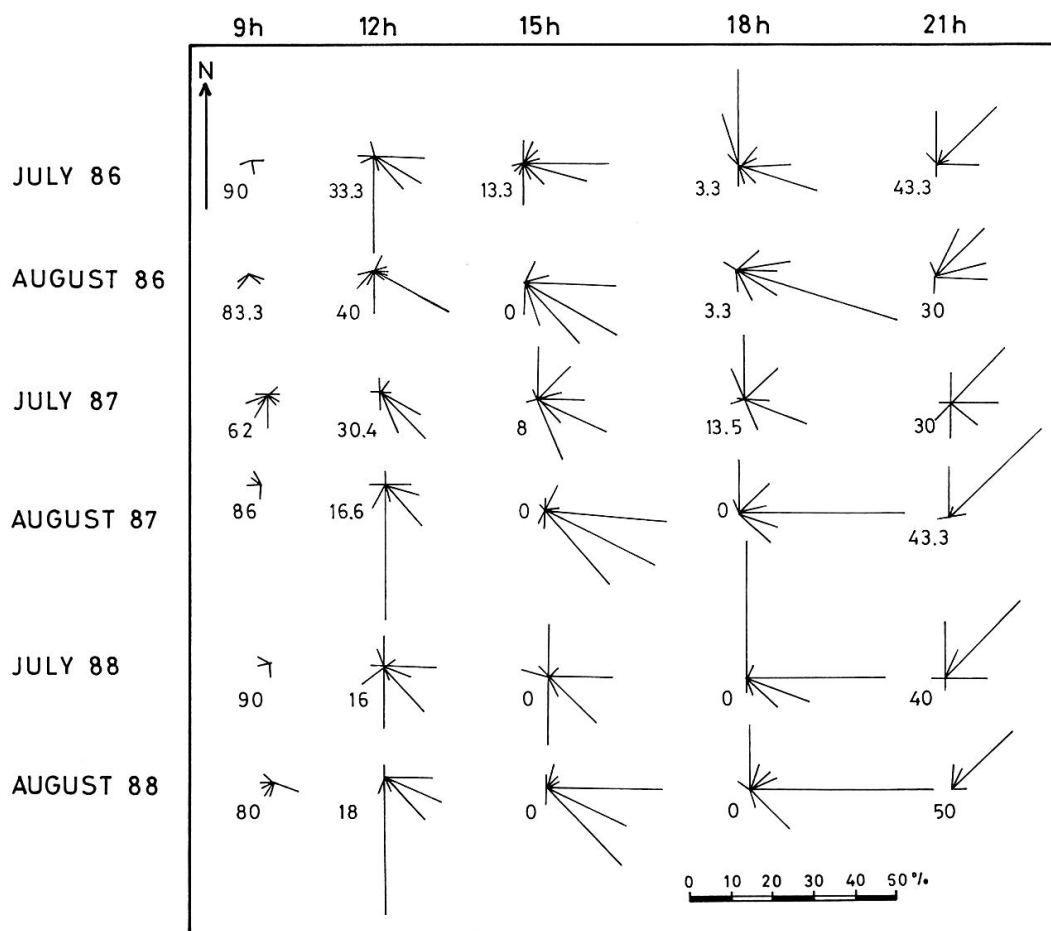 9h 12h 15h 18h 21h
N
JULY 86 90 33.3 13.3 3.3 43.3
AUGUST 86 83.3 40 0 3.3 30
JULY 87 62 30.4 8 13.5 30
AUGUST 87 86 16.6 0 0 43.3
JULY 88 90 16 0 0 40
AUGUST 88 80 18 0 0 50
0 10 20 30 40 50%